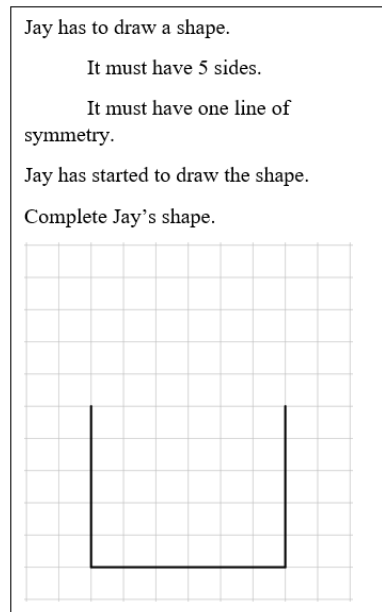 Jay has to draw a shape.
It must have 5 sides.
It must have one line of
symmetry.
Jay has started to draw the shape.
Complete Jay’s shape.